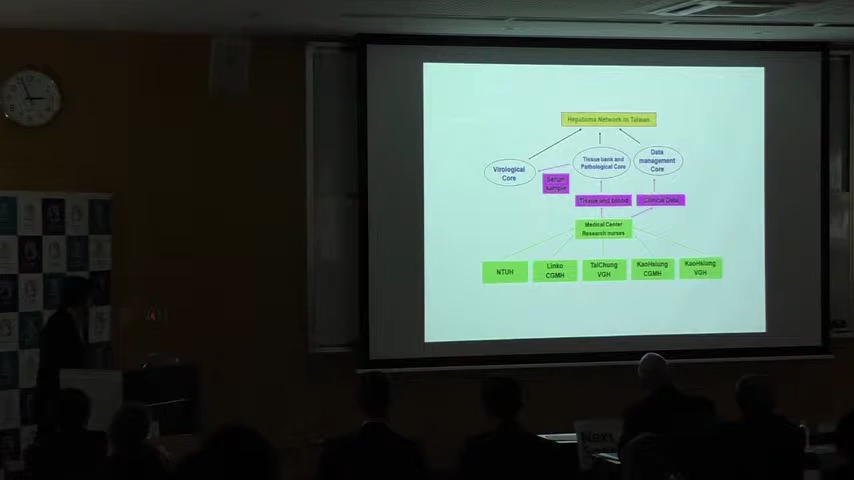 Hepatoma Network in Taiwan
Virological
Core
Tissue bank and
Pathological Core
Data
management
Core
Serum
sample
Tissue and blood
Clinical Data
Medical Center
Research nurses
NTUH
Linko
CGMH
TaiChung
VGH
KaoHsiung
CGMH
KaoHsiung
VGH
Next